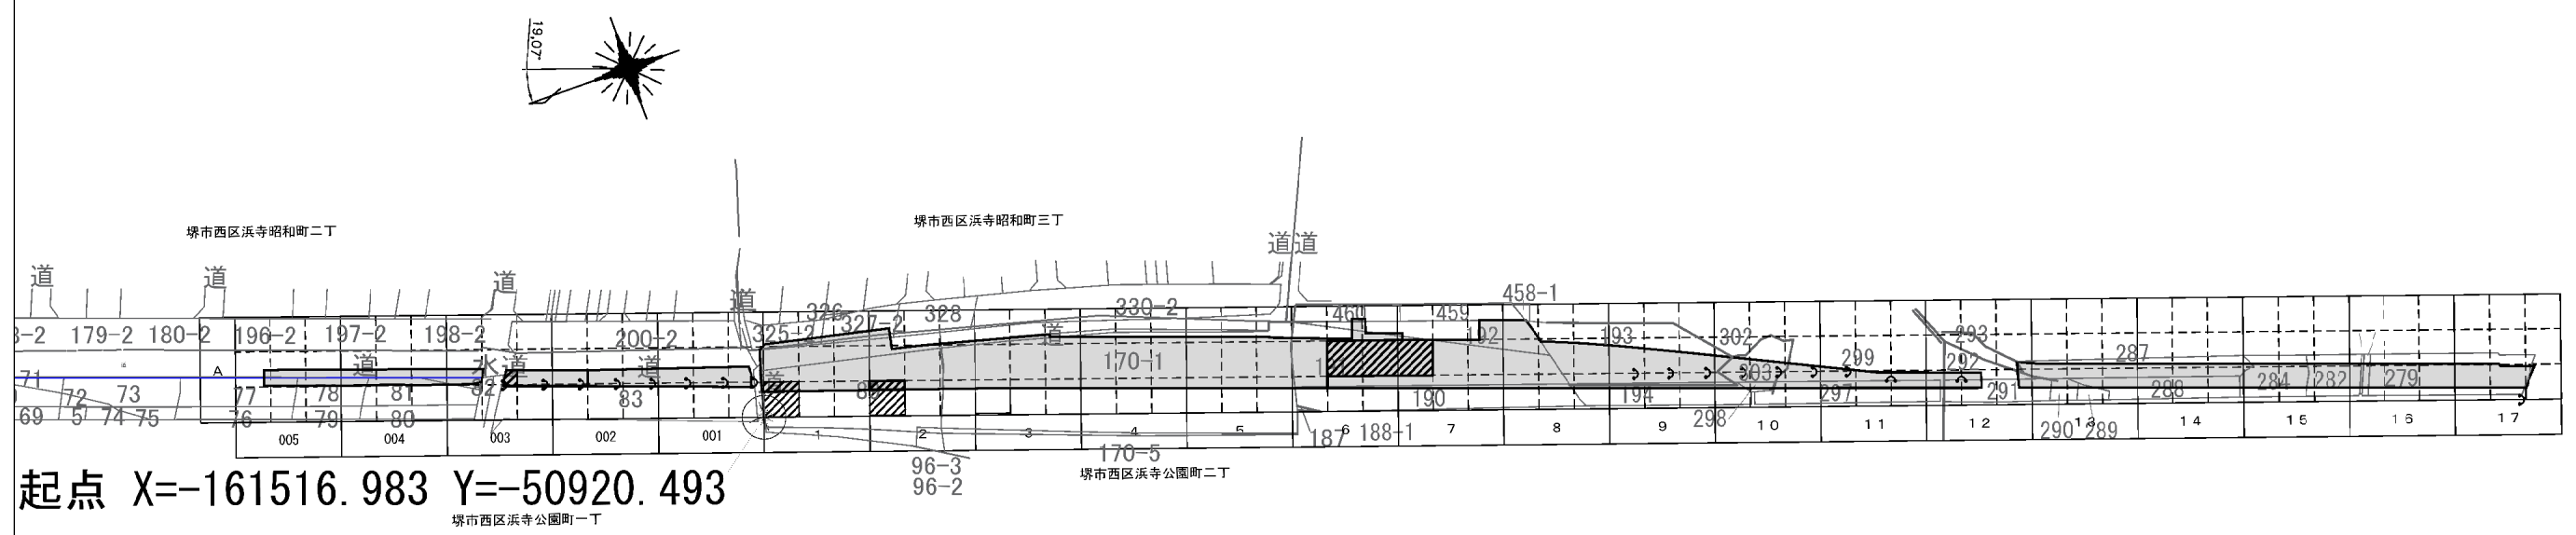 19,07'
堺市西区浜寺昭和町二丁
堺市西区浜寺昭和町三丁
道 道 道 道 道道
179-2 180-2 196-2 197-2 198-2 200-2 325-2 326 327-2 328 330-2 460 459 458-1
192 193 302 293
道 水道 道 道 170-1 299 292 287
71 A 303
72 73 77 78 81 82 83 道 190 194 297 291 288 284 282 279
69 5 74 75 76 79 80 298
005 004 003 002 001 1 2 3 4 5 6 7 8 9 10 11 12 13 14 15 16 17
187 188-1 290 289
170-5
96-3
96-2
堺市西区浜寺公園町二丁
起点 X=-161516.983 Y=-50920.493
堺市西区浜寺公園町一丁